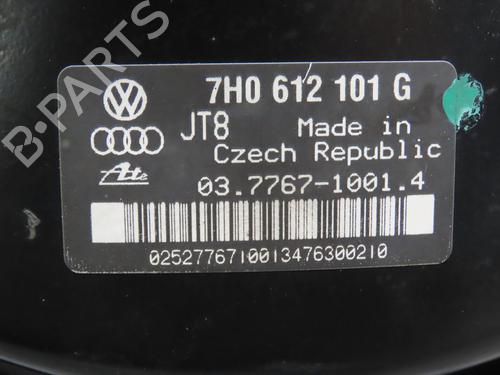 7H0 612 101 G
JT8
Made in
Czech Republic
Ate
03.7767-1001.4
0252776710013476300210
B-PARTS